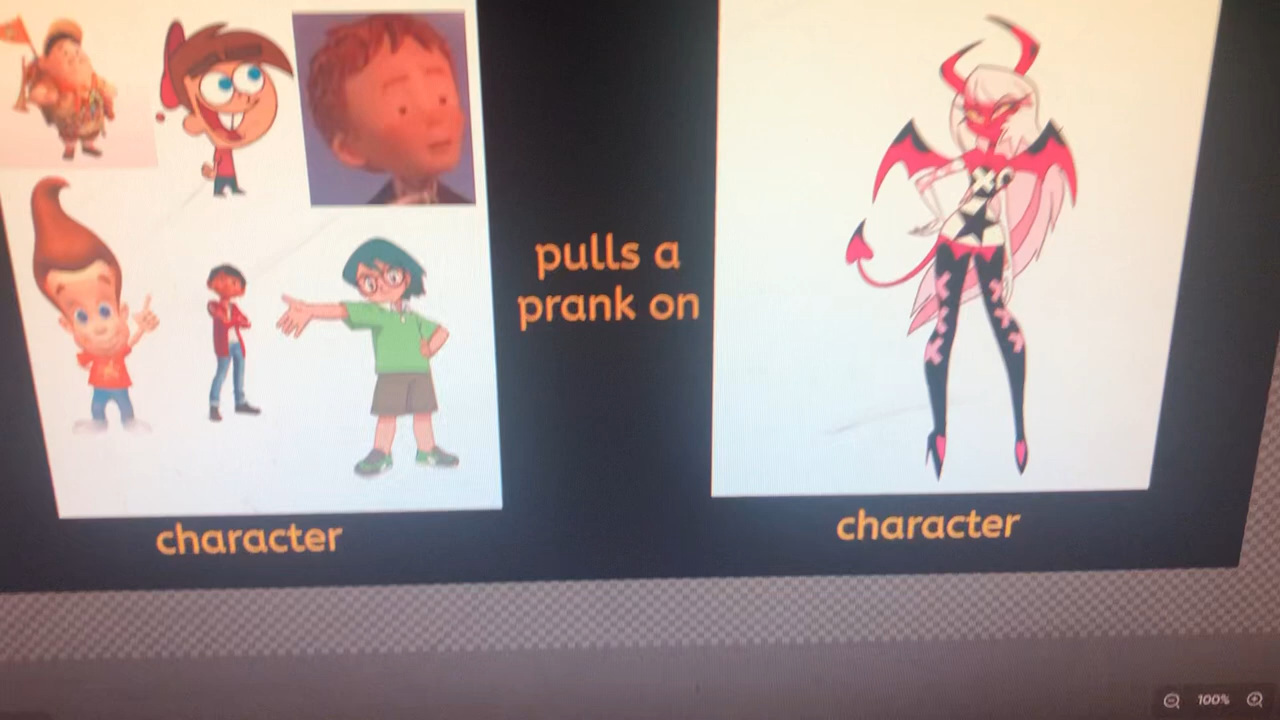 pulls a
prank on
character
character
100%